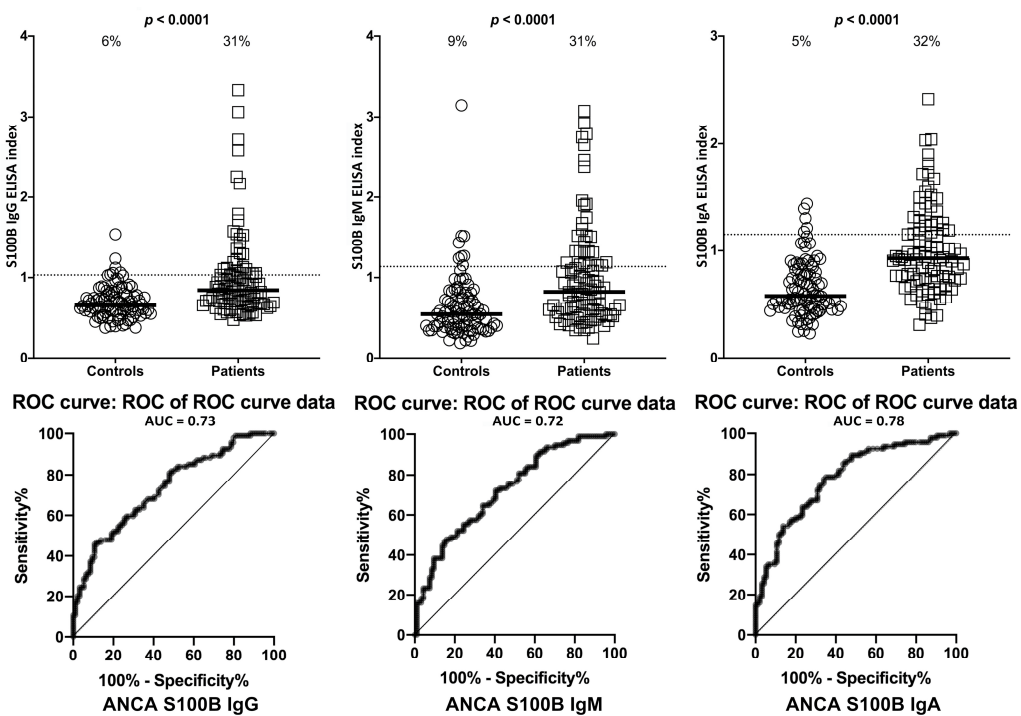 p < 0.0001
6% 31%
S100B IgG ELISA index
4
3
2
1
0
Controls Patients
p < 0.0001
9% 31%
S100B IgM ELISA index
4
3
2
1
0
Controls Patients
p < 0.0001
5% 32%
S100B IgA ELISA index
3
2
1
0
Controls Patients
ROC curve: ROC of ROC curve data
AUC = 0.73
Sensitivity%
100
80
60
40
20
0
0 20 40 60 80 100
100% - Specificity%
ANCA S100B IgG
ROC curve: ROC of ROC curve data
AUC = 0.72
Sensitivity%
100
80
60
40
20
0
0 20 40 60 80 100
100% - Specificity%
ANCA S100B IgM
ROC curve: ROC of ROC curve data
AUC = 0.78
Sensitivity%
100
80
60
40
20
0
0 20 40 60 80 100
100% - Specificity%
ANCA S100B IgA